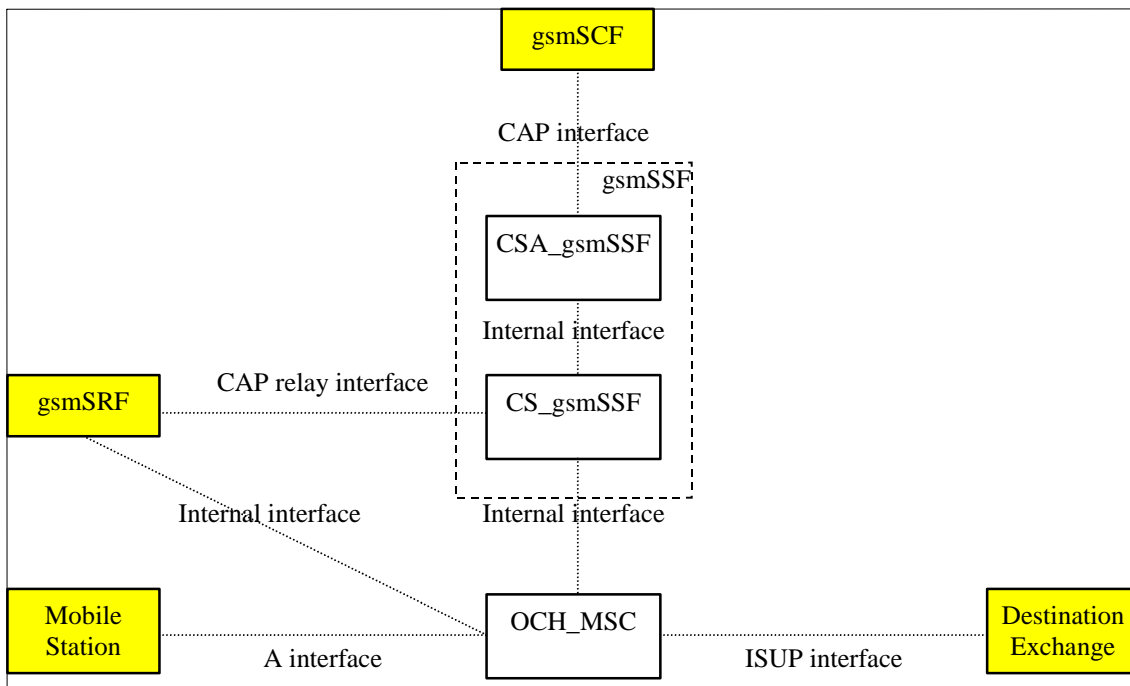 gsmSCF
CAP interface
gsmSSF
CSA_gsmSSF
Internal interface
CAP relay interface
gsmSRF
CS_gsmSSF
Internal interface
Internal interface
Mobile
Station
OCH_MSC
Destination
Exchange
A interface
ISUP interface